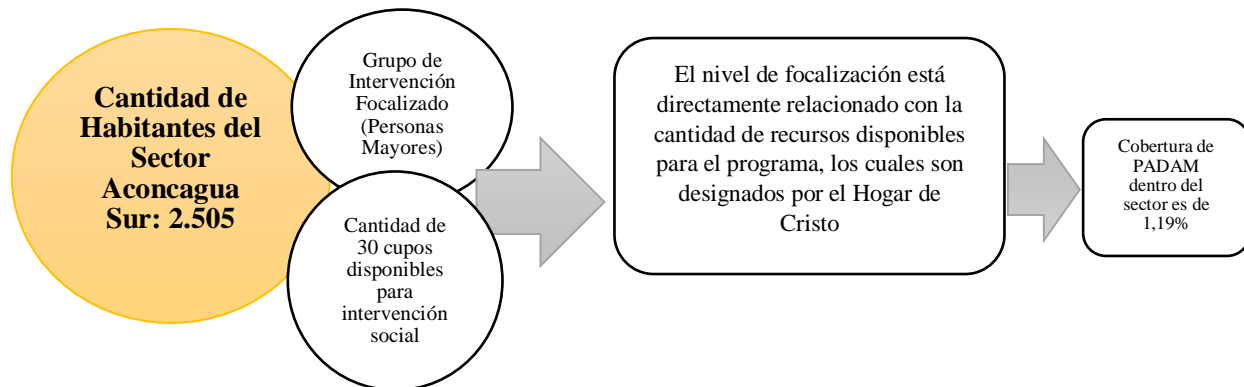 Cantidad de
Habitantes del
Sector
Aconcagua
Sur: 2.505
Grupo de
Intervención
Focalizado
(Personas
Mayores)
Cantidad de
30 cupos
disponibles
para
intervención
social
El nivel de focalización está
directamente relacionado con la
cantidad de recursos disponibles
para el programa, los cuales son
designados por el Hogar de
Cristo
Cobertura de
PADAM
dentro del
sector es de
1,19%